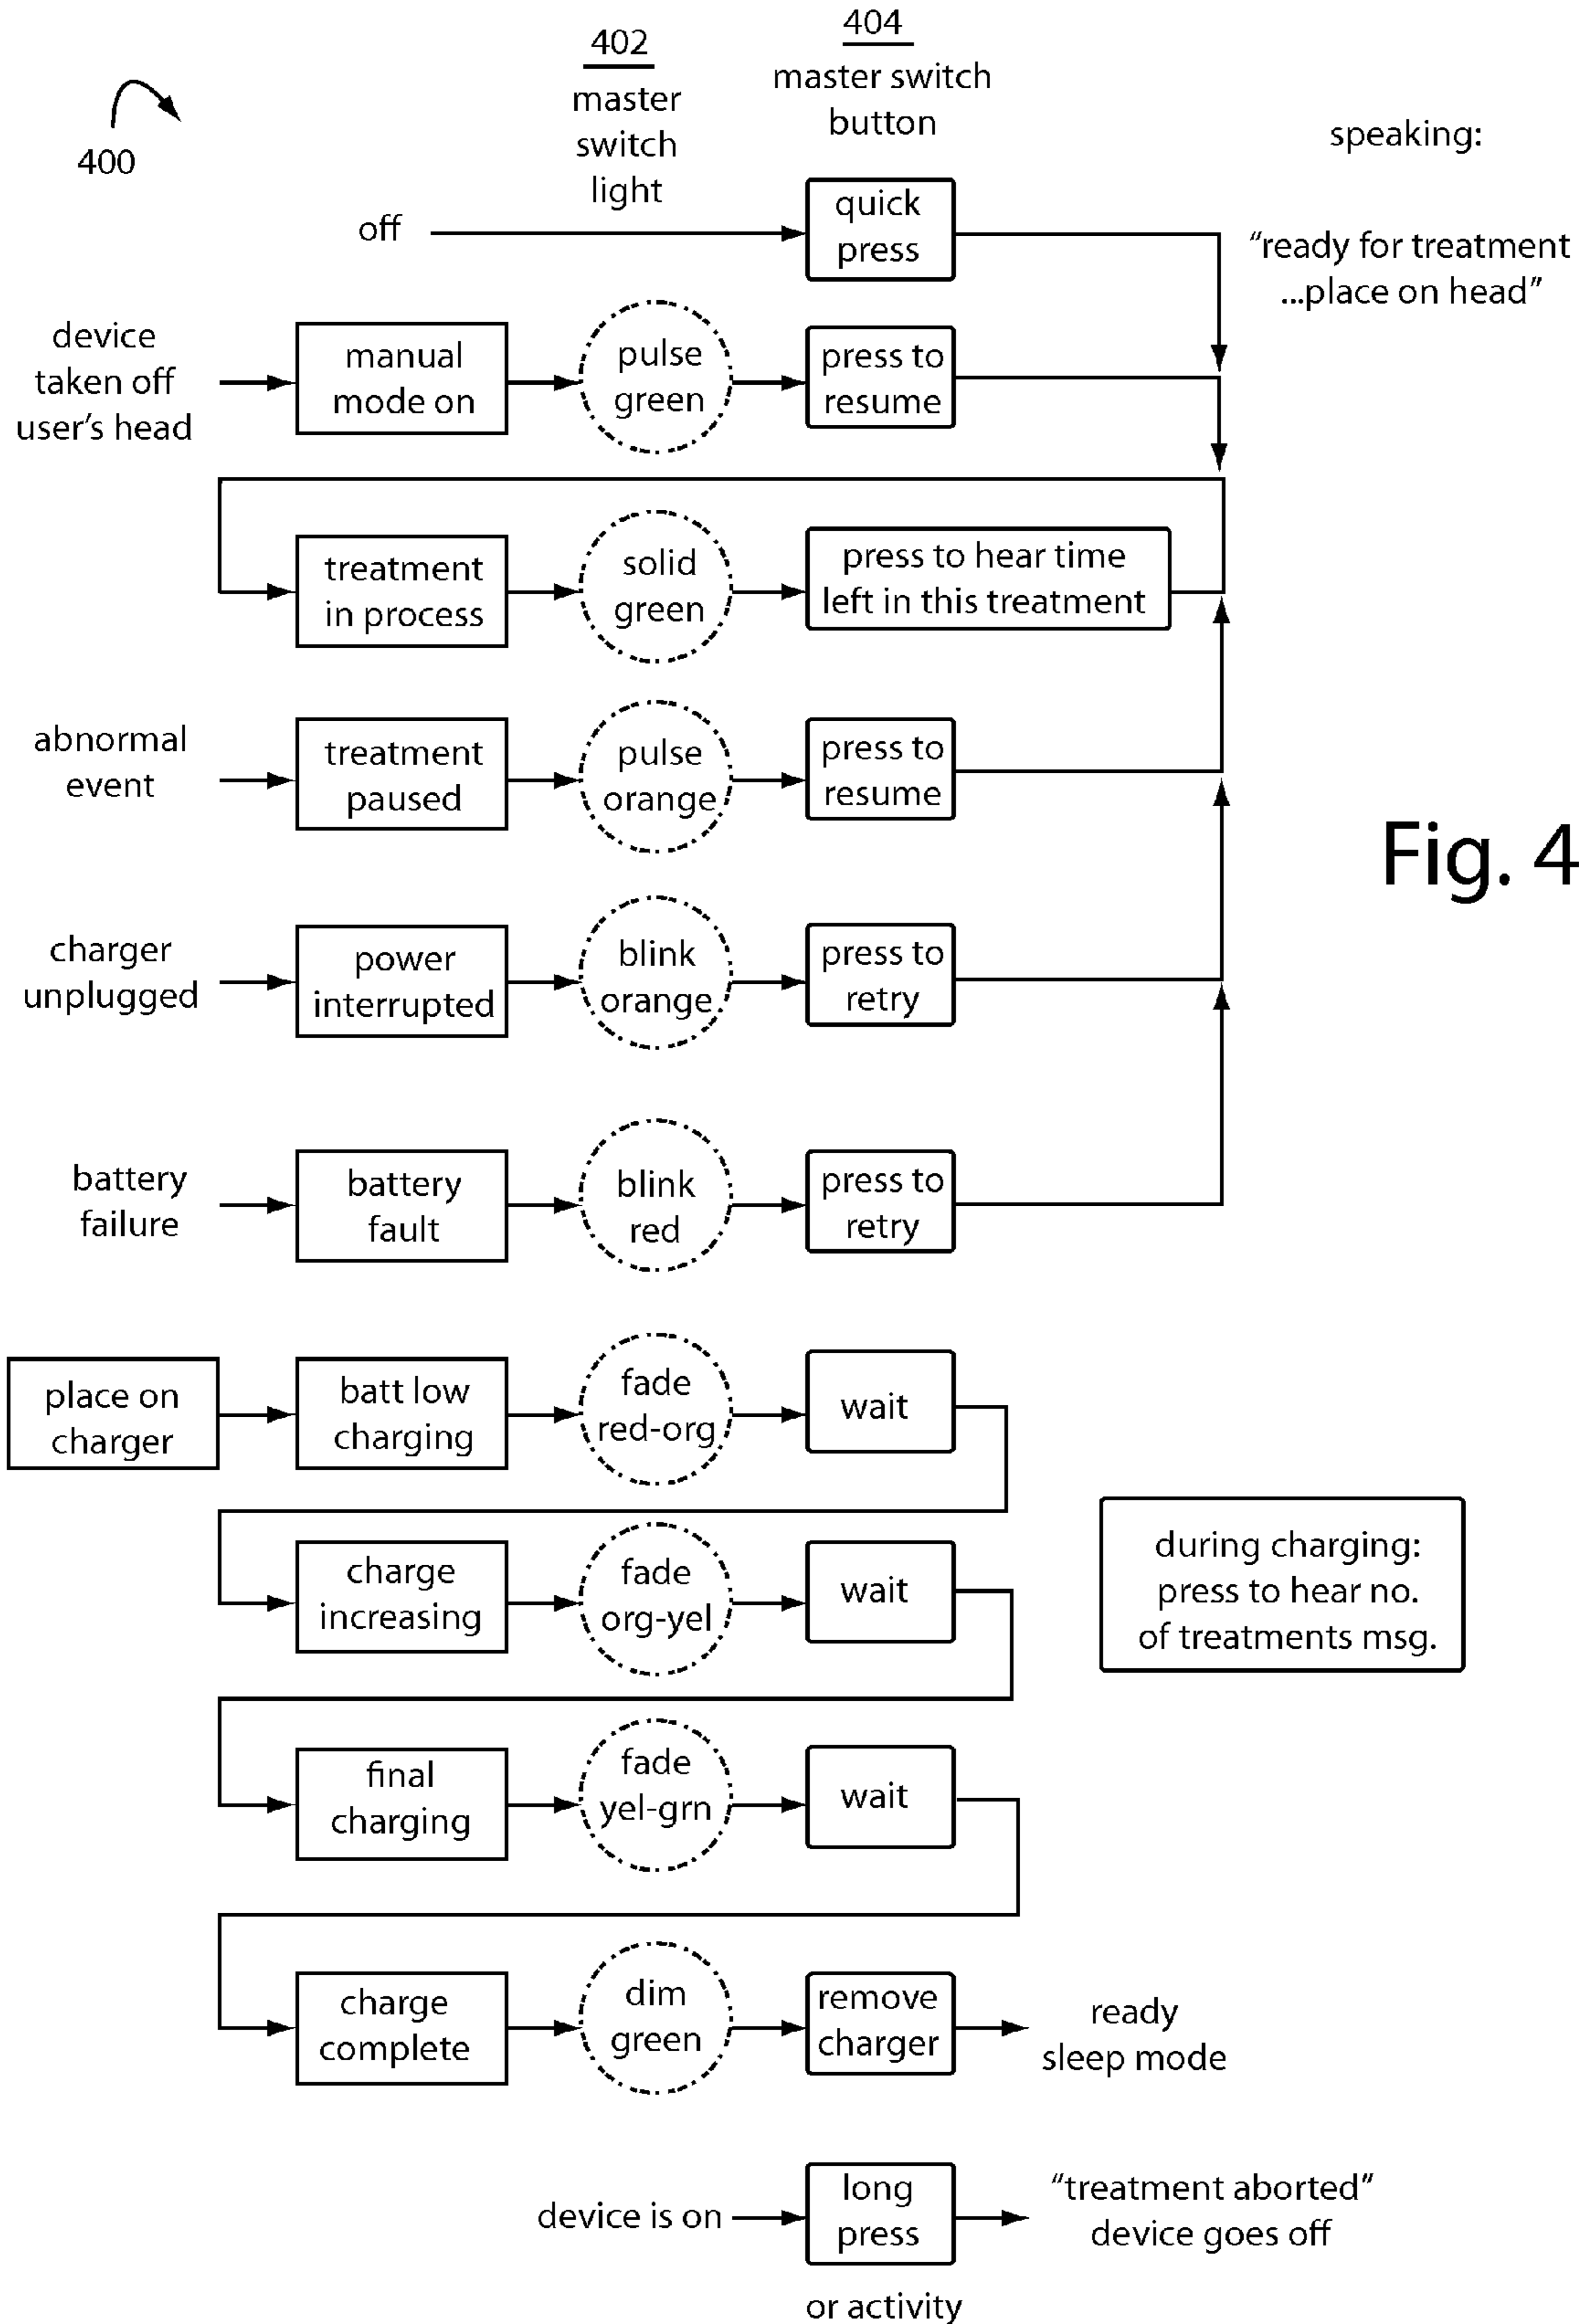 400
402
master
switch
light
404
master switch
button
speaking:
off
quick
press
“ready for treatment
...place on head”
device
taken off
user’s head
manual
mode on
pulse
green
press to
resume
treatment
in process
solid
green
press to hear time
left in this treatment
abnormal
event
treatment
paused
pulse
orange
press to
resume
Fig. 4
charger
unplugged
power
interrupted
blink
orange
press to
retry
battery
failure
battery
fault
blink
red
press to
retry
place on
charger
batt low
charging
fade
red-org
wait
charge
increasing
fade
org-yel
wait
during charging:
press to hear no.
of treatments msg.
final
charging
fade
yel-grn
wait
charge
complete
dim
green
remove
charger
ready
sleep mode
device is on
long
press
“treatment aborted”
device goes off
or activity